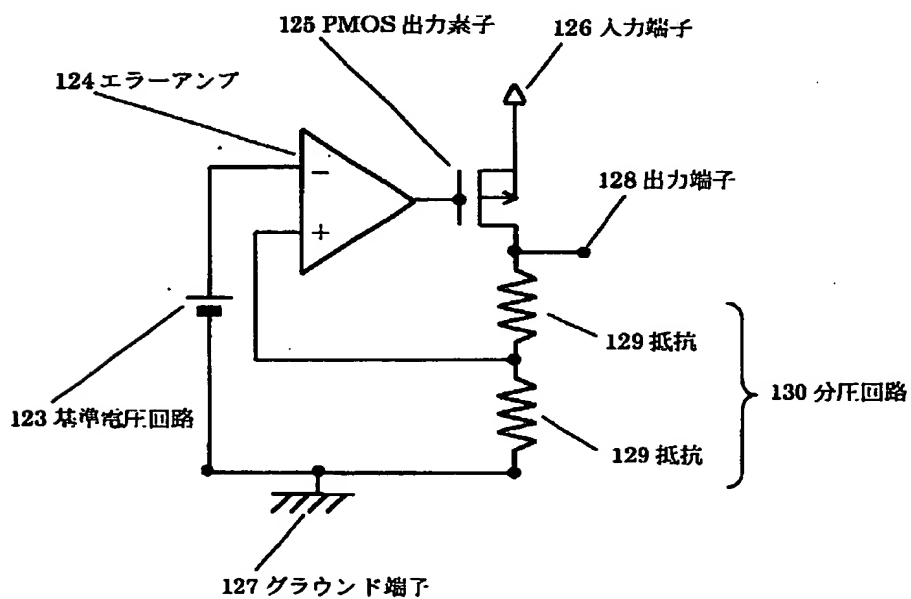 125 PMOS 出力素子
126 入力端子
124 エラーアンプ
128 出力端子
−
+
129 抵抗
130 分圧回路
123 基準電圧回路
129 抵抗
127 グラウンド端子